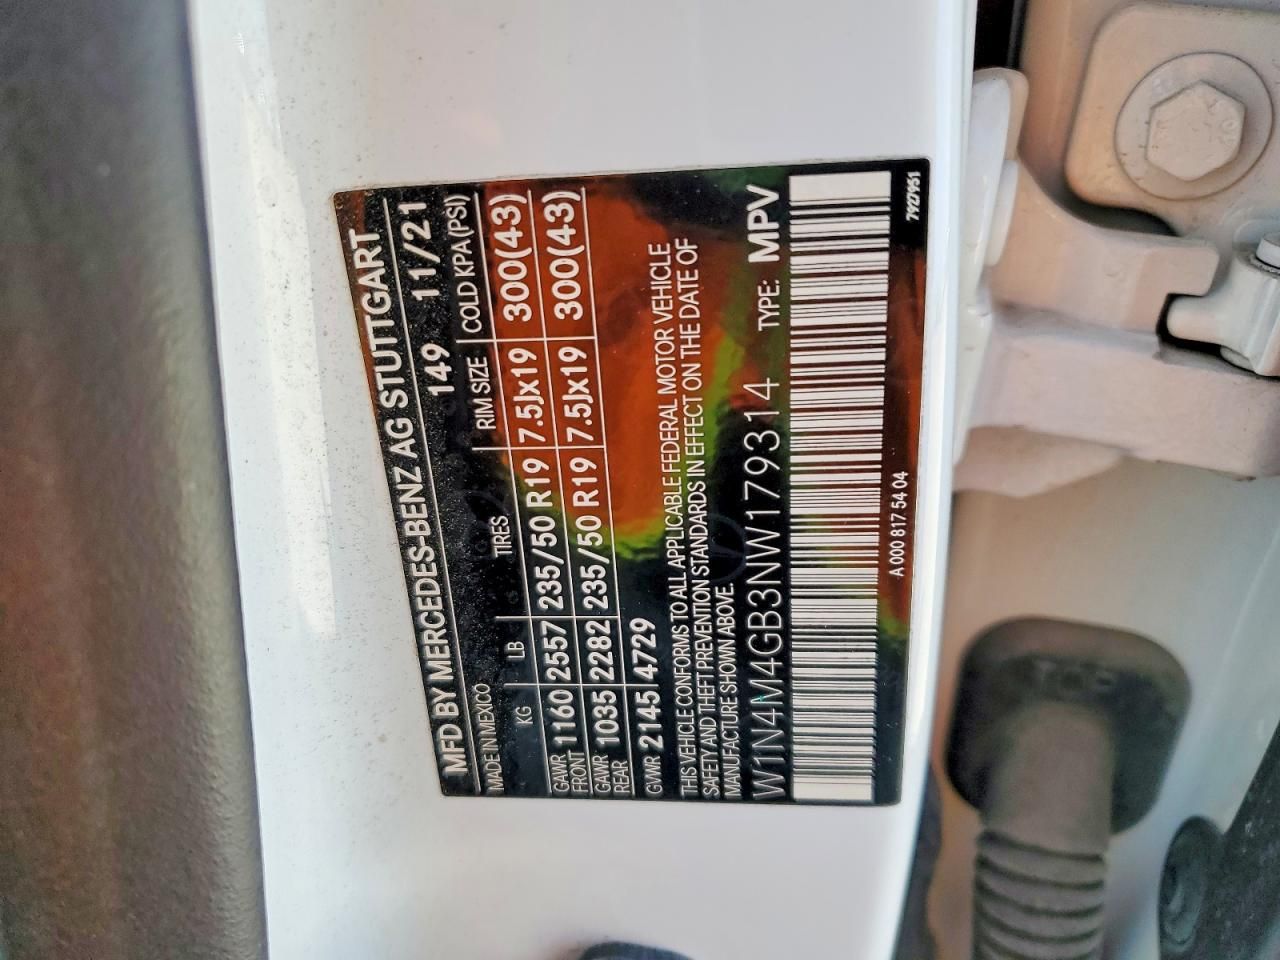 MFD BY MERCEDES-BENZ AG STUTTGART
MADE IN MEXICO 149 11/21
KG LB TIRES RIM SIZE COLD KPA (PSI)
GAWR FRONT 1160 2557 235/50 R19 7.5Jx19 300(43)
GAWR REAR 1035 2282 235/50 R19 7.5Jx19 300(43)
GVWR 2145 4729
THIS VEHICLE CONFORMS TO ALL APPLICABLE FEDERAL MOTOR VEHICLE
SAFETY AND THEFT PREVENTION STANDARDS IN EFFECT ON THE DATE OF
MANUFACTURE SHOWN ABOVE.
W1N4M4GB3NW179314 TYPE: MPV
A 000 817 54 04
7927951